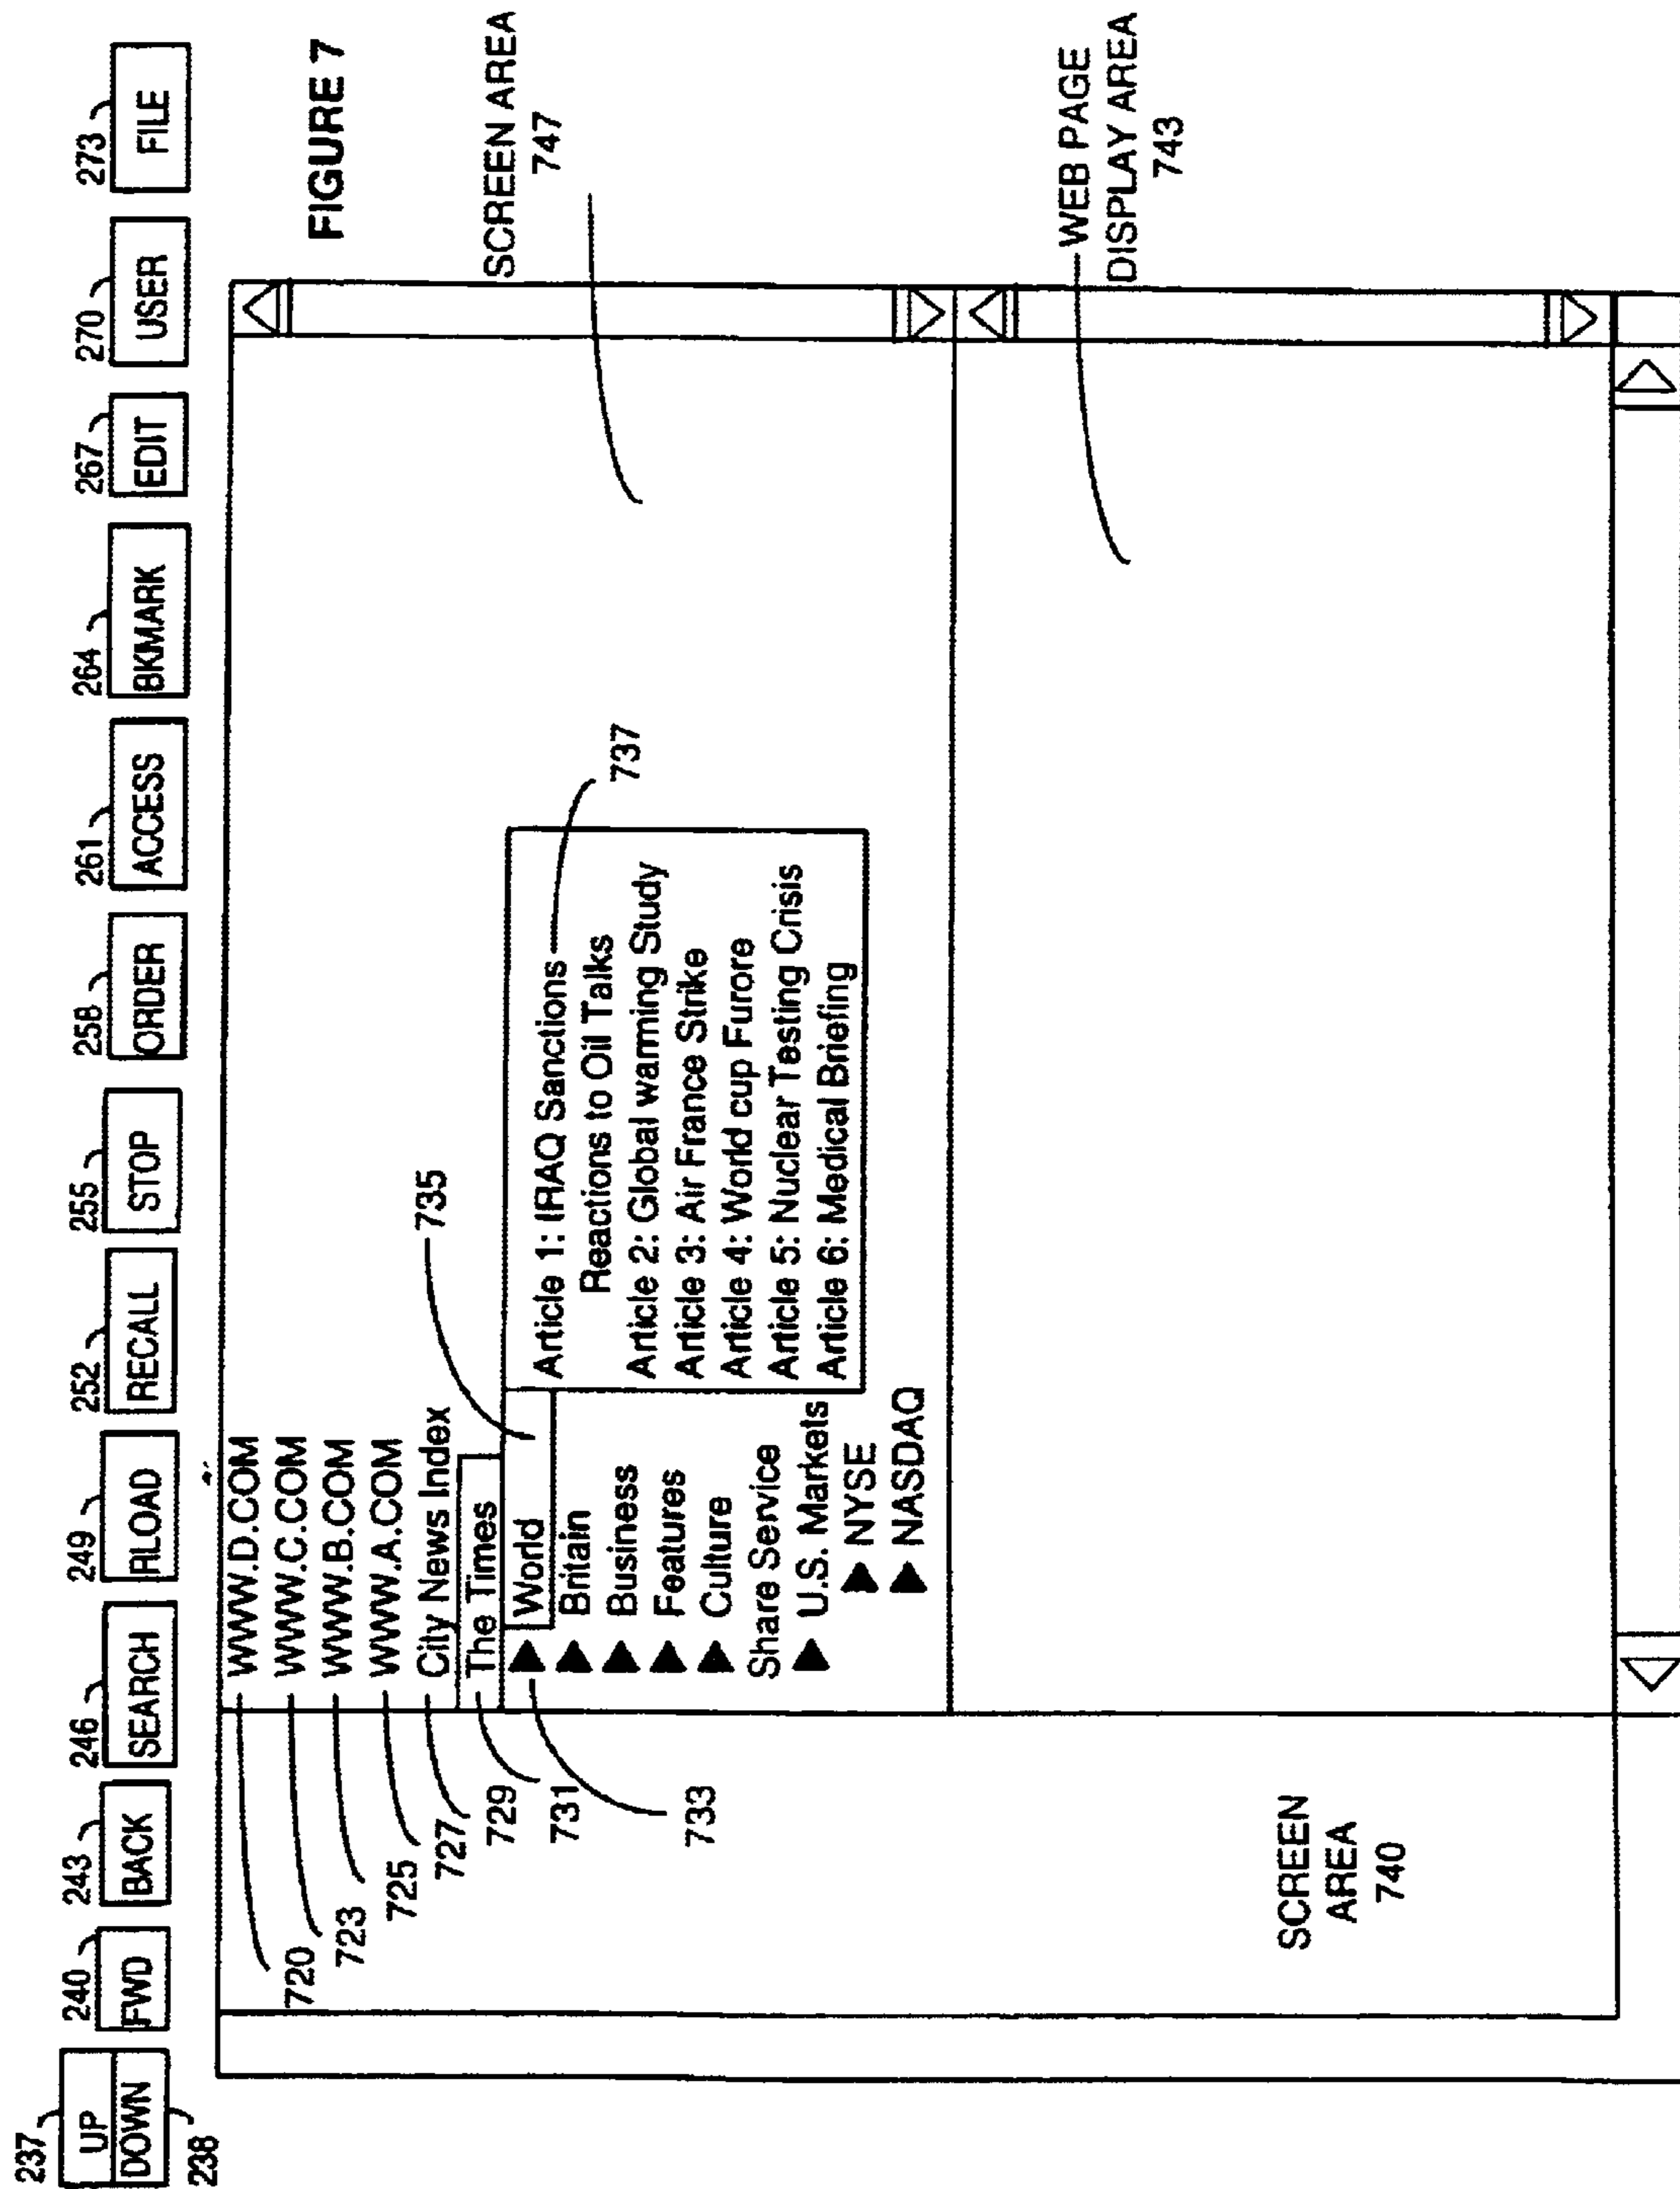 237
UP
DOWN
238
240
FWD
243
BACK
246
SEARCH
249
RLOAD
252
RECALL
255
STOP
258
ORDER
261
ACCESS
264
BKMARK
267
EDIT
270
USER
273
FILE
FIGURE 7
720
723
725
727
729
731
733
WWW.D.COM
WWW.C.COM
WWW.B.COM
WWW.A.COM
City News Index
The Times
World
Britain
Business
Features
Culture
Share Service
U.S. Markets
NYSE
NASDAQ
735
Article 1: IRAQ Sanctions
Reactions to Oil Talks
Article 2: Global warming Study
Article 3: Air France Strike
Article 4: World cup Furore
Article 5: Nuclear Testing Crisis
Article 6: Medical Briefing
737
SCREEN AREA
747
WEB PAGE
DISPLAY AREA
743
SCREEN
AREA
740